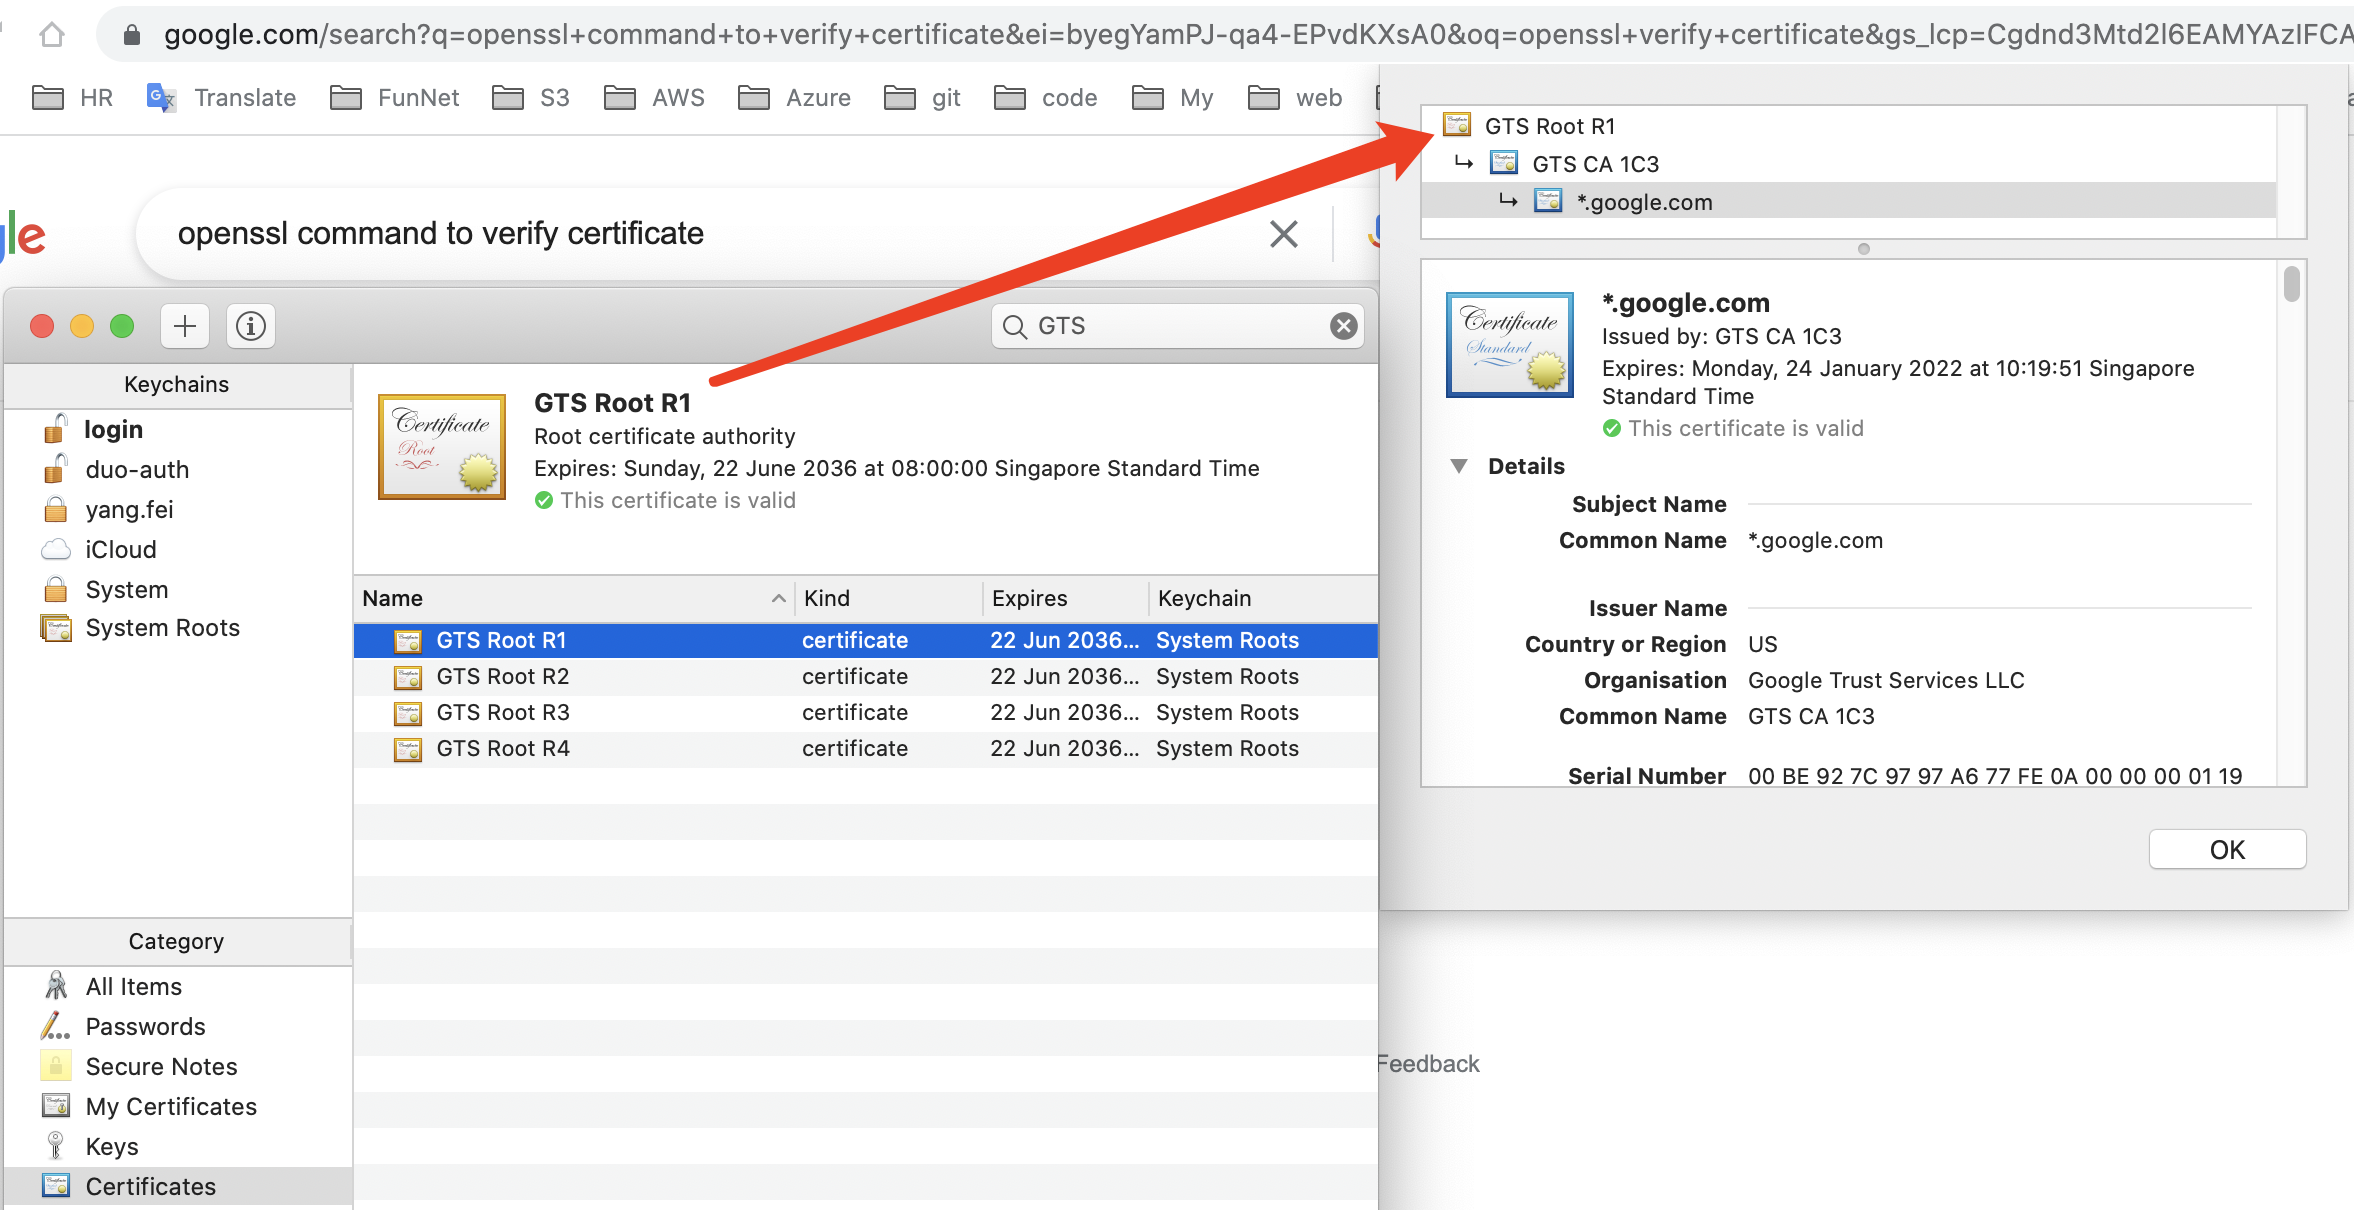 google.com/search?q=openssl+command+to+verify+certificate&ei=byegYamPJ-qa4-EPvdKXsA0&oq=openssl+verify+certificate&gs_lcp=Cgdnd3Mtd2l6EAMYAzIFCA
HR Translate FunNet S3 AWS Azure git code My web
le
openssl command to verify certificate
GTS
Keychains
login
duo-auth
yang.fei
iCloud
System
System Roots
Category
All Items
Passwords
Secure Notes
My Certificates
Keys
Certificates
Certificate
Root
GTS Root R1
Root certificate authority
Expires: Sunday, 22 June 2036 at 08:00:00 Singapore Standard Time
This certificate is valid
Name Kind Expires Keychain
GTS Root R1 certificate 22 Jun 2036... System Roots
GTS Root R2 certificate 22 Jun 2036... System Roots
GTS Root R3 certificate 22 Jun 2036... System Roots
GTS Root R4 certificate 22 Jun 2036... System Roots
GTS Root R1
GTS CA 1C3
*.google.com
Certificate
Standard
*.google.com
Issued by: GTS CA 1C3
Expires: Monday, 24 January 2022 at 10:19:51 Singapore
Standard Time
This certificate is valid
Details
Subject Name
Common Name *.google.com
Issuer Name
Country or Region US
Organisation Google Trust Services LLC
Common Name GTS CA 1C3
Serial Number 00 BE 92 7C 97 97 A6 77 FE 0A 00 00 00 01 19
OK
Feedback